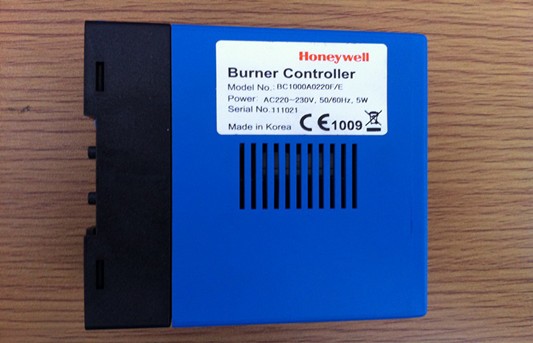 Honeywell
Burner Controller
Model No.: BC1000A0220F/E
Power: AC220~230V, 50/60Hz, 5W
Serial No.111021
Made in Korea CE1009